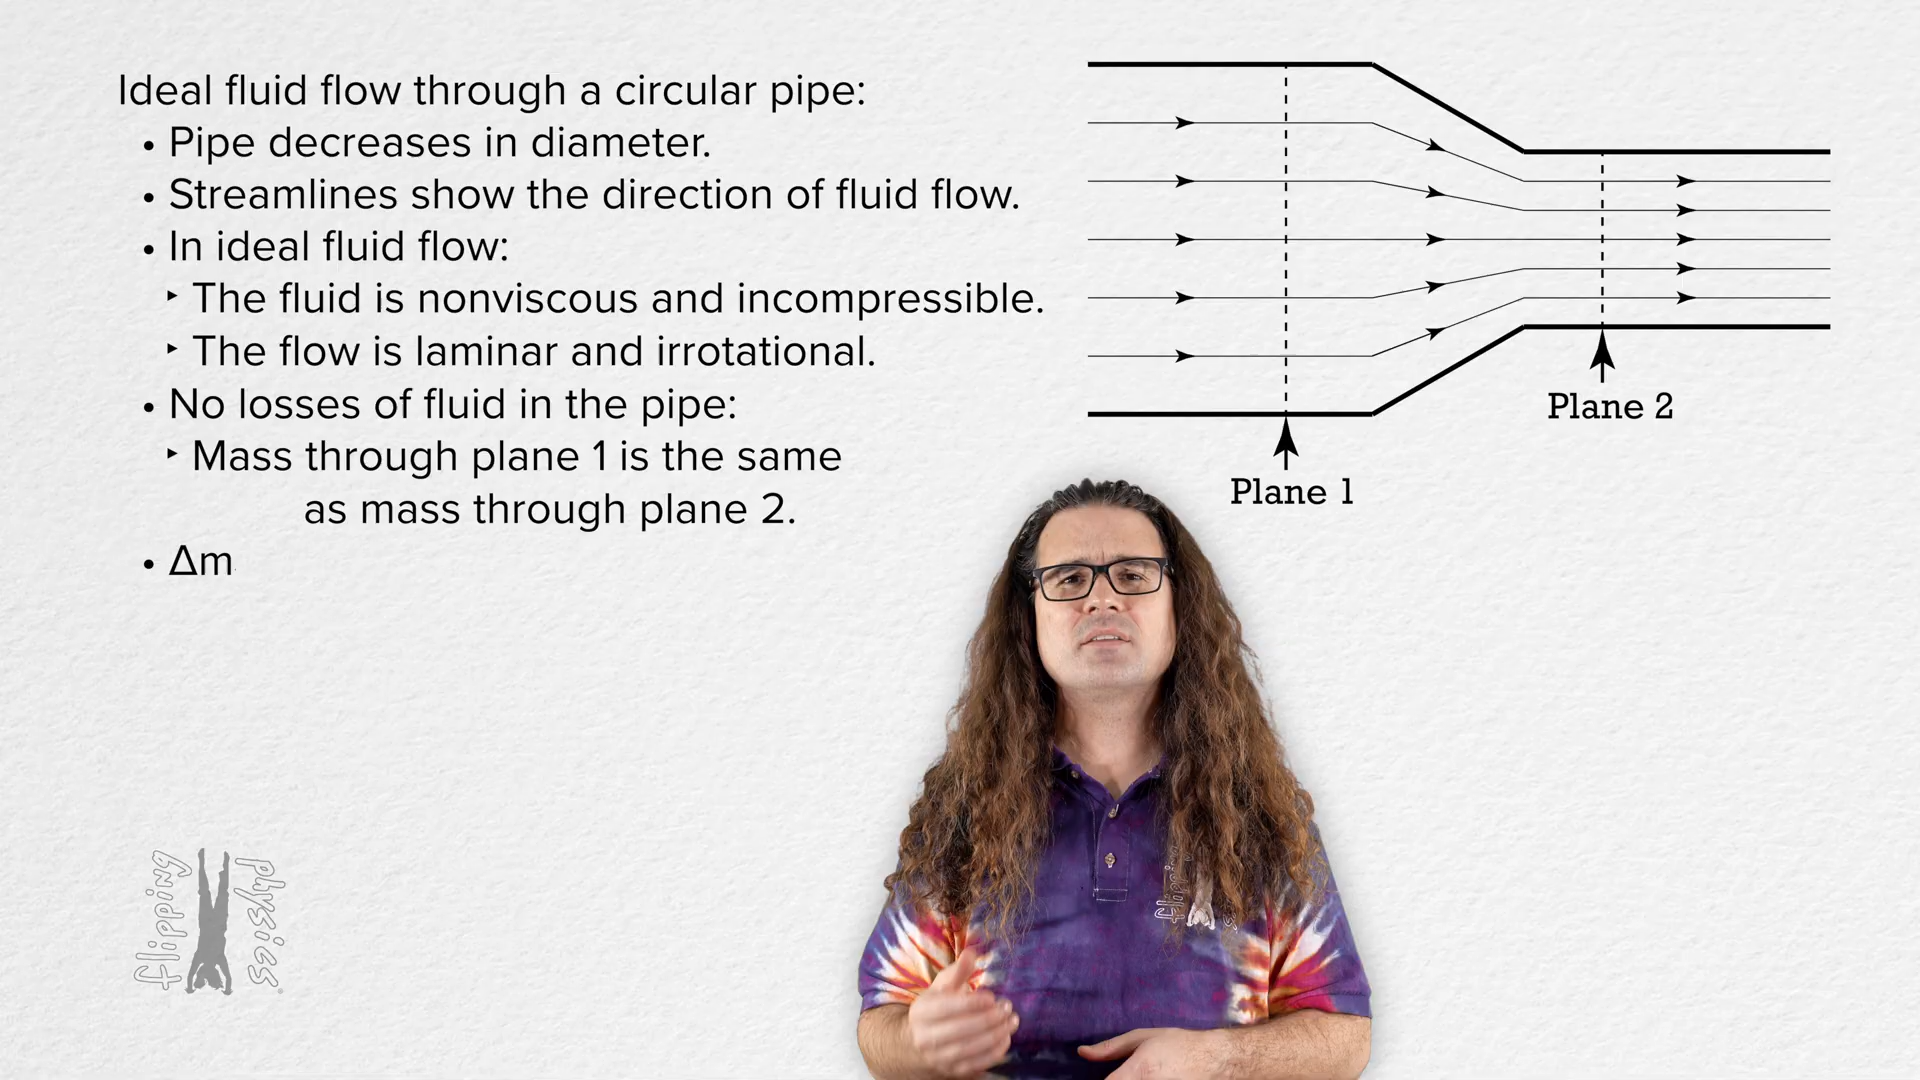 Ideal fluid flow through a circular pipe:
• Pipe decreases in diameter.
• Streamlines show the direction of fluid flow.
• In ideal fluid flow:
‣ The fluid is nonviscous and incompressible.
‣ The flow is laminar and irrotational.
• No losses of fluid in the pipe:
‣ Mass through plane 1 is the same
as mass through plane 2.
• Δm
Plane 1
Plane 2
flipping
physics
flipping